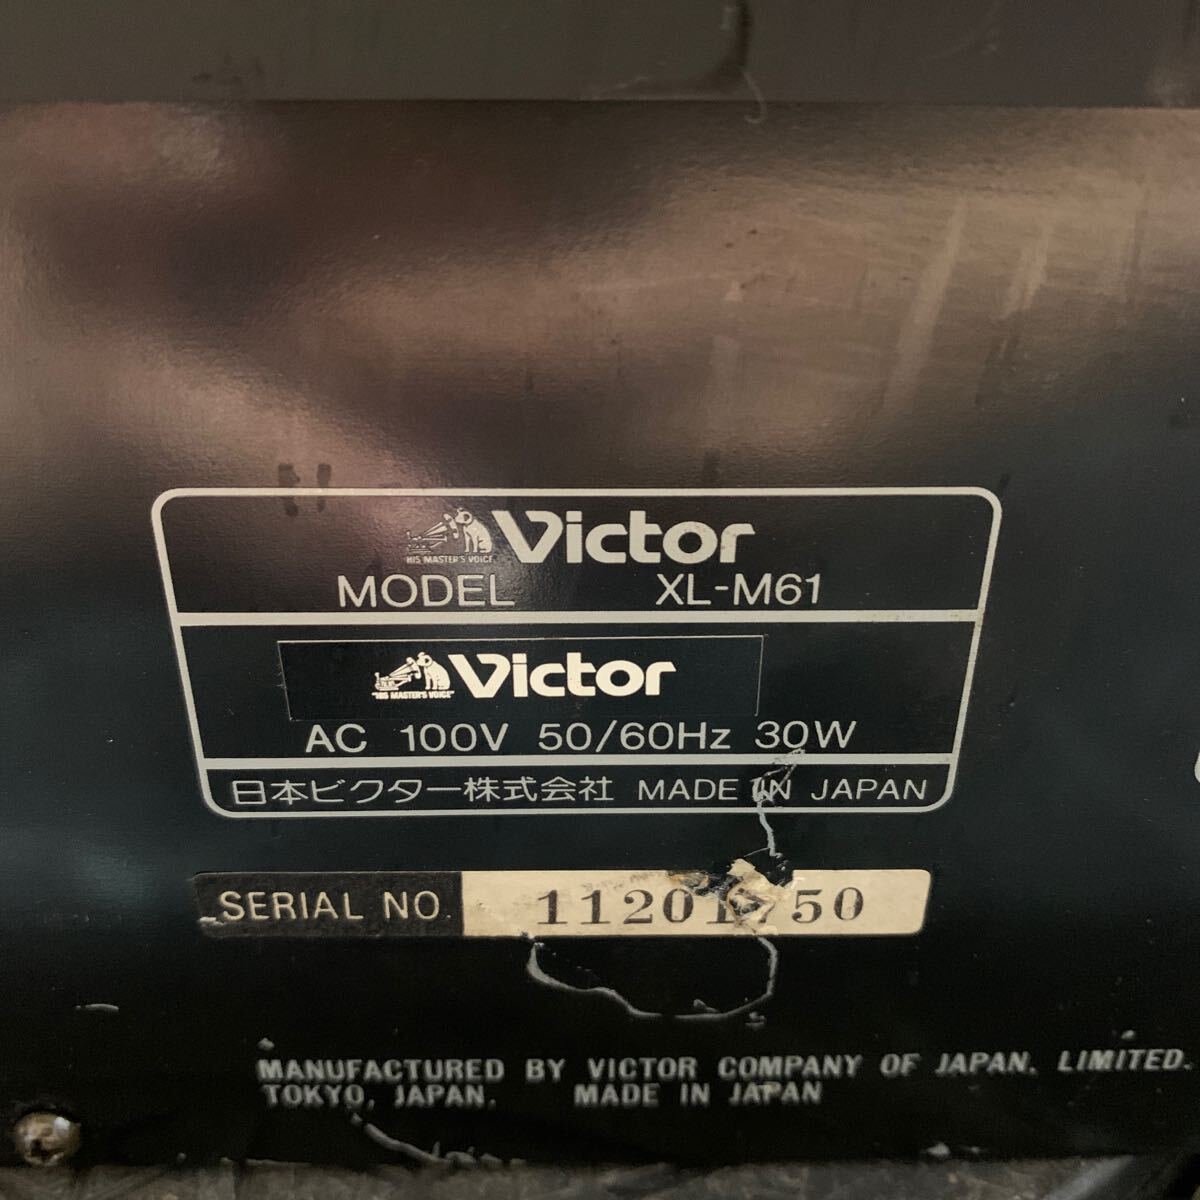 Victor
HIS MASTER'S VOICE
MODEL XL-M61
Victor
"HIS MASTER'S VOICE"
AC 100V 50/60Hz 30W
日本ビクター株式会社 MADE IN JAPAN
SERIAL NO.
MANUFACTURED BY VICTOR COMPANY OF JAPAN, LIMITED.
TOKYO, JAPAN. MADE IN JAPAN